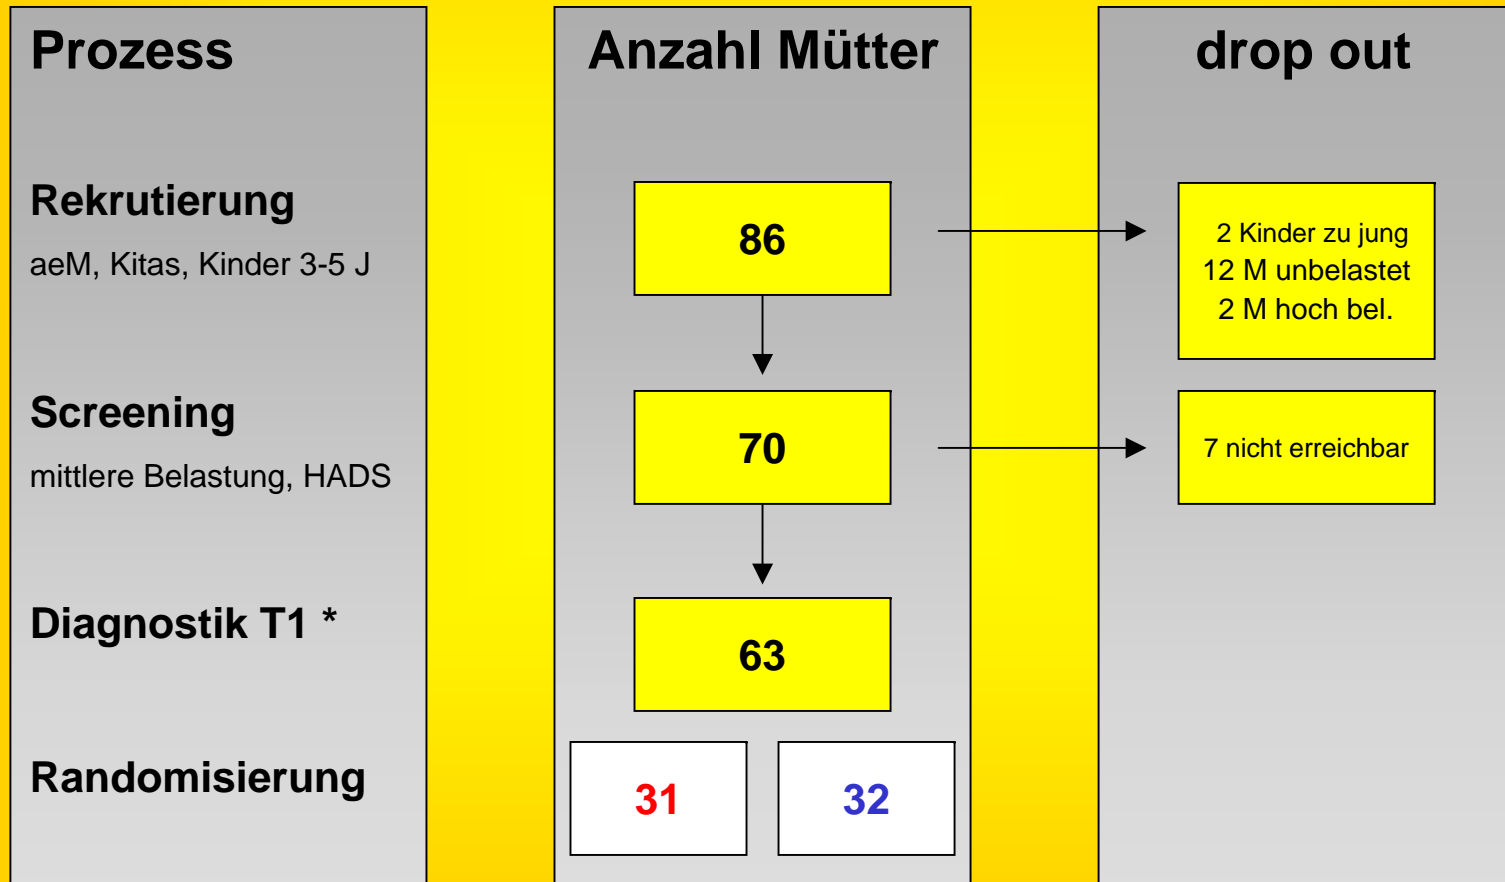 Prozess
Anzahl Mütter
drop out
Rekrutierung
aeM, Kitas, Kinder 3-5 J
86
2 Kinder zu jung
12 M unbelastet
2 M hoch bel.
Screening
mittlere Belastung, HADS
70
7 nicht erreichbar
Diagnostik T1 *
63
Randomisierung
31
32